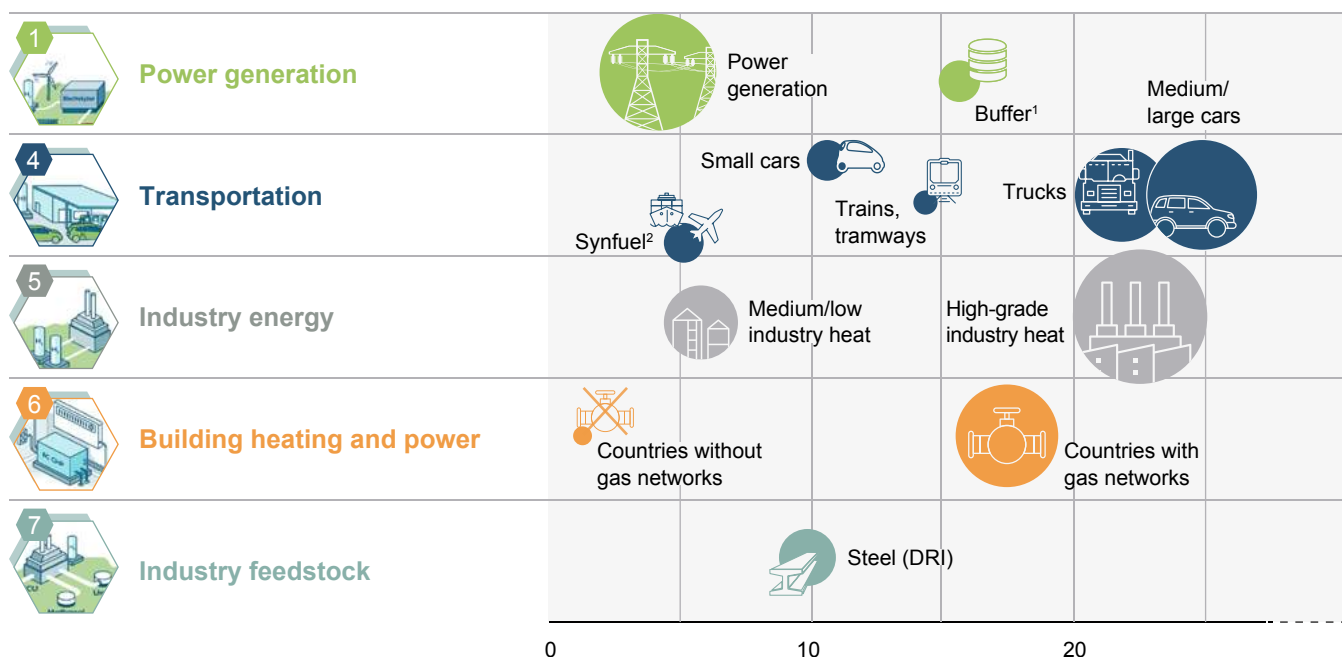 1
Power generation
Power
generation
Buffer¹
Medium/
large cars
4
Transportation
Small cars
Trains,
tramways
Trucks
Synfuel²
5
Industry energy
Medium/low
industry heat
High-grade
industry heat
6
Building heating and power
Countries without
gas networks
Countries with
gas networks
7
Industry feedstock
Steel (DRI)
0
10
20